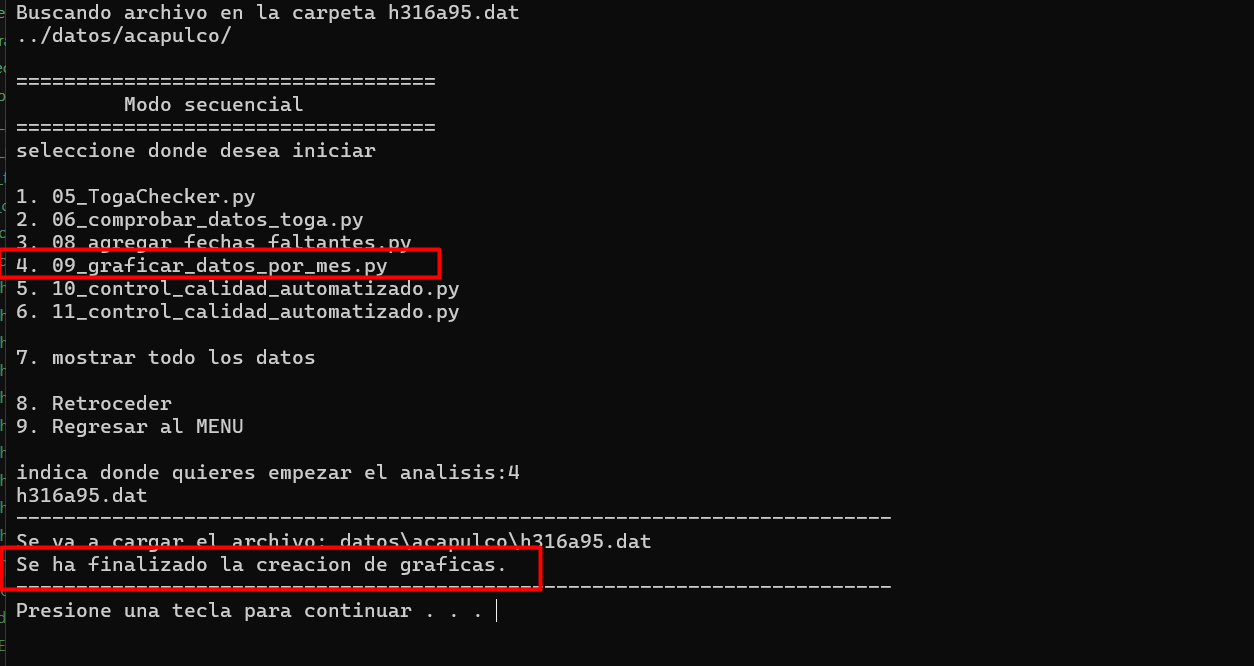 Buscando archivo en la carpeta h316a95.dat
../datos/acapulco/
===================================
Modo secuencial
===================================
seleccione donde desea iniciar
1. 05_TogaChecker.py
2. 06_comprobar_datos_toga.py
3. 08_agregar_fechas_faltantes.py
4. 09_graficar_datos_por_mes.py
5. 10_control_calidad_automatizado.py
6. 11_control_calidad_automatizado.py
7. mostrar todo los datos
8. Retroceder
9. Regresar al MENU
indica donde quieres empezar el analisis:4
h316a95.dat
-------------------------------------------------------------------------
Se va a cargar el archivo: datos\acapulco\h316a95.dat
Se ha finalizado la creacion de graficas.
-------------------------------------------------------------------------
Presione una tecla para continuar . . .